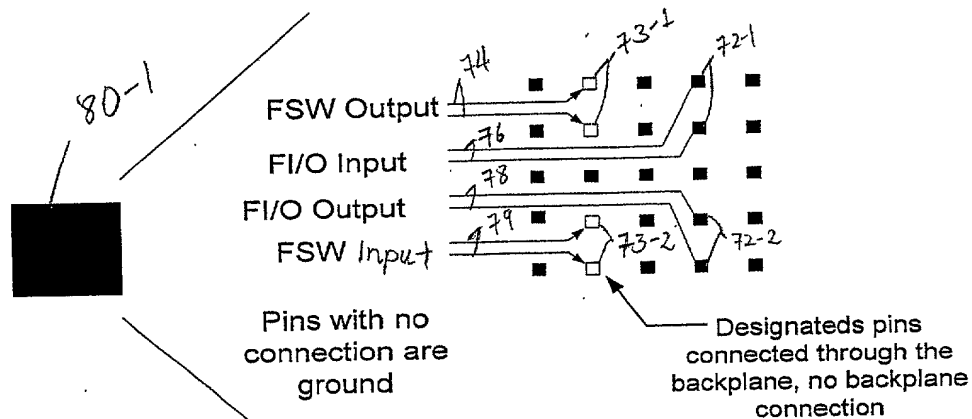 80-1
74
73-1
72-1
FSW Output
76
FI/O Input
78
FI/O Output
79
FSW Input
73-2
72-2
Pins with no
connection are
ground
Designateds pins
connected through the
backplane, no backplane
connection